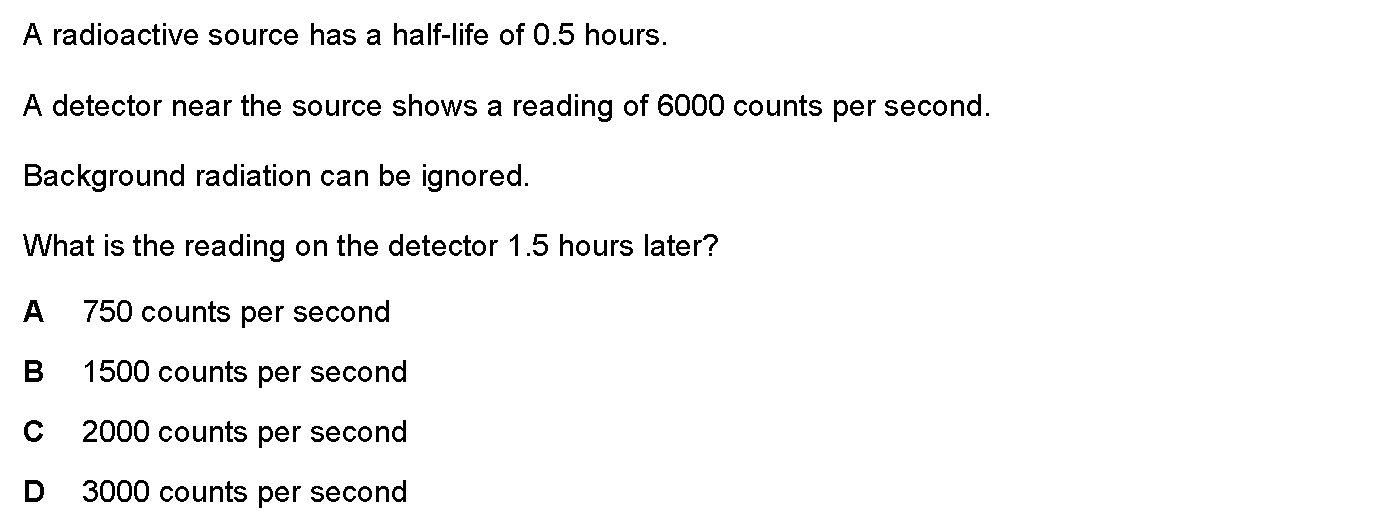 A radioactive source has a half-life of 0.5 hours.
A detector near the source shows a reading of 6000 counts per second.
Background radiation can be ignored.
What is the reading on the detector 1.5 hours later?
A 750 counts per second
B 1500 counts per second
C 2000 counts per second
D 3000 counts per second